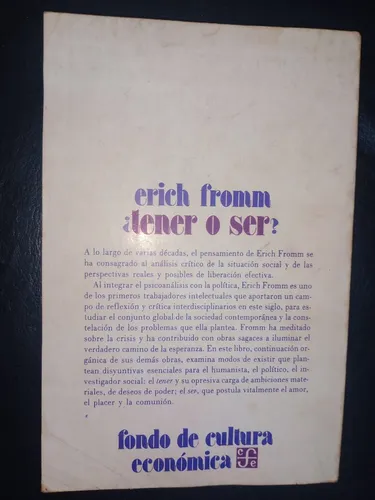 erich fromm
¿tener o ser?
A lo largo de varias décadas, el pensamiento de Erich Fromm se
ha consagrado al análisis crítico de la situación social y de las
perspectivas reales y posibles de liberación efectiva.
Al integrar el psicoanálisis con la política, Erich Fromm es uno
de los primeros trabajadores intelectuales que aportaron un cam-
po de reflexión y crítica interdisciplinarios en este siglo, para es-
tudiar el conjunto global de la sociedad contemporánea y la cons-
telación de los problemas que ella plantea. Fromm ha meditado
sobre la crisis y ha contribuido con obras sagares a iluminar el
verdadero camino de la esperanza. En este libro, continuación or-
gánica de sus demás obras, examina modos de existir que plan-
tean disyuntivas esenciales para el humanista, el político, el in-
vestigador social: el tener y su opresiva carga de ambiciones mate-
riales, de deseos de poder; el ser, que postula vitalmente el amor,
el placer y la comunión.
fondo de cultura
económica